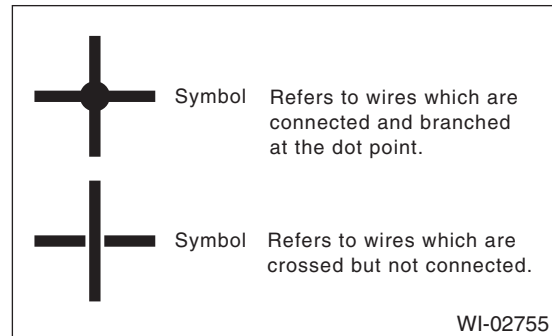 Symbol Refers to wires which are
connected and branched
at the dot point.
Symbol Refers to wires which are
crossed but not connected.
WI-02755